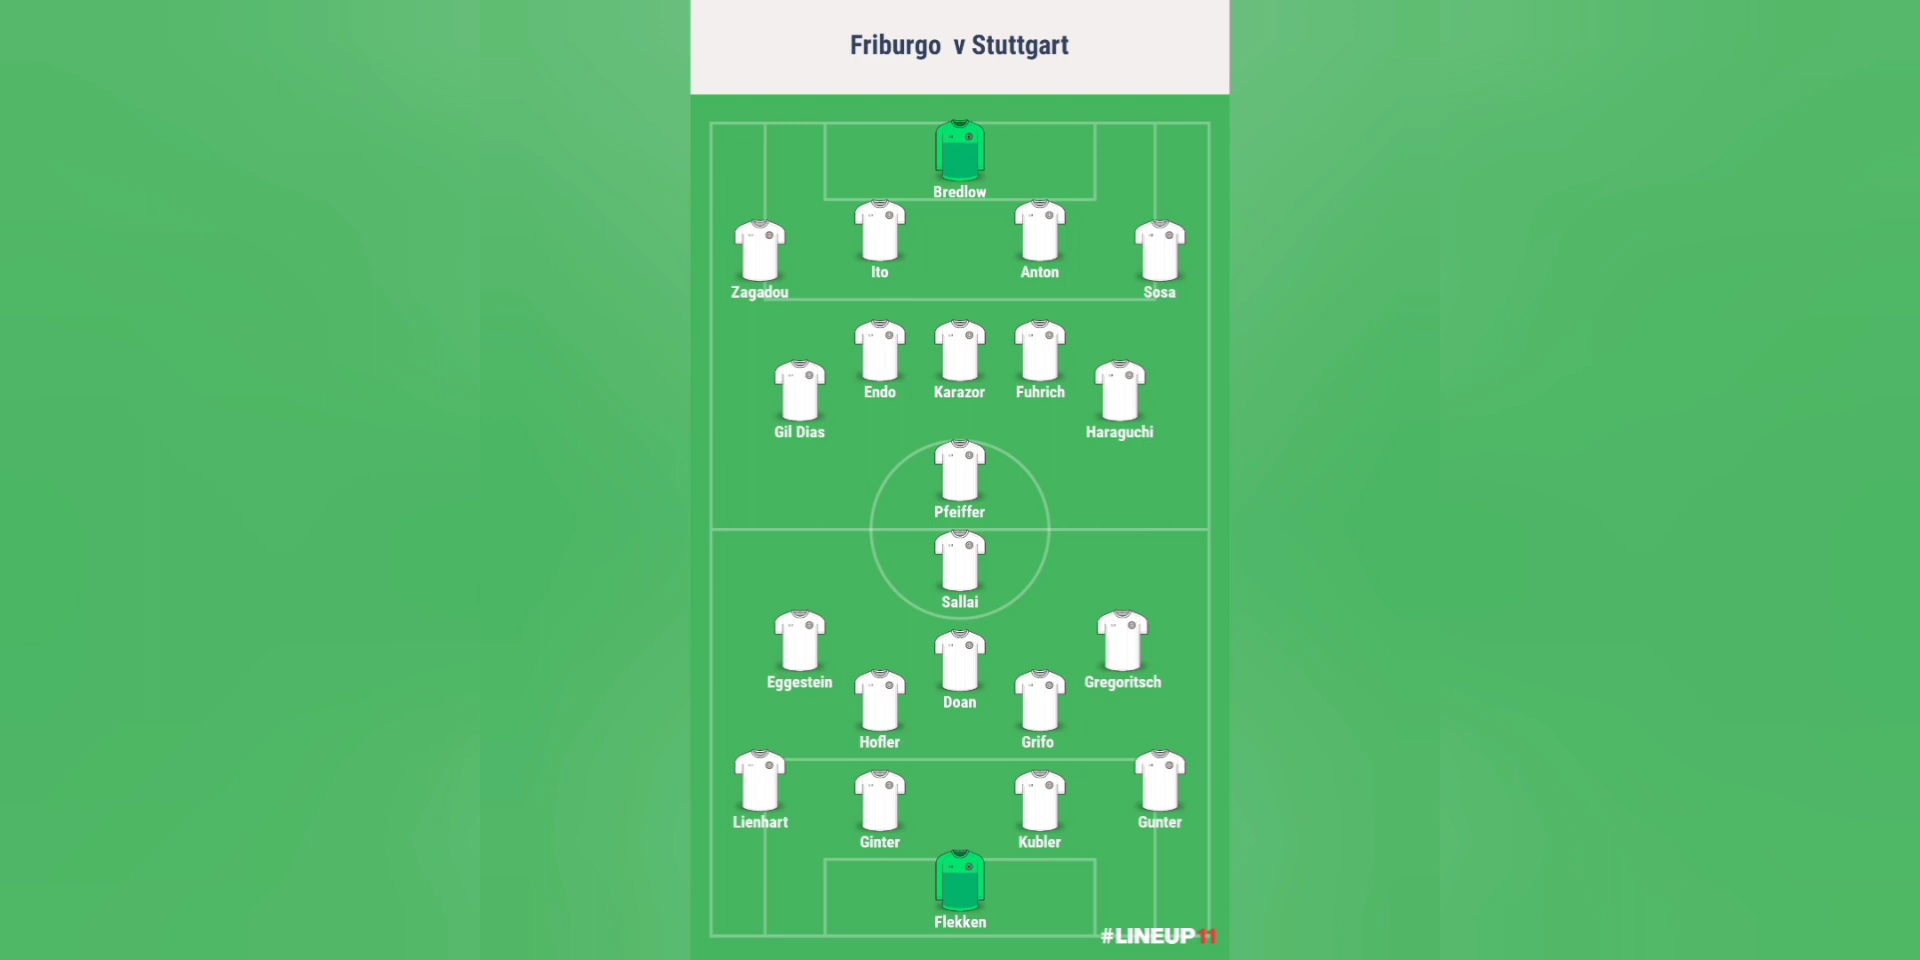 Friburgo v Stuttgart
Bredlow
Ito
Anton
Zagadou
Sosa
Endo
Karazor
Fuhrich
Gil Dias
Haraguchi
Pfeiffer
Sallai
Eggestein
Gregoritsch
Doan
Hofler
Grifo
Lienhart
Gunter
Ginter
Kubler
Flekken
#LINEUP11